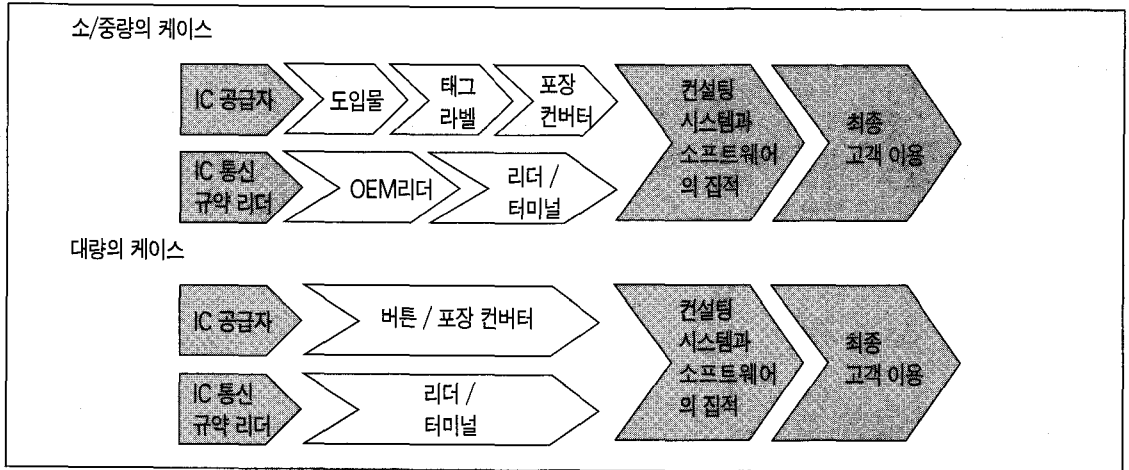 소/중량의 케이스
IC 공급자
도입물
태그
라벨
포장
컨버터
컨설팅
시스템과
소프트웨어
의 집적
최종
고객 이용
IC 통신
규약 리더
OEM리더
리더 /
터미널
대량의 케이스
IC 공급자
버튼 / 포장 컨버터
컨설팅
시스템과
소프트웨어
의 집적
최종
고객 이용
IC 통신
규약 리더
리더 /
터미널